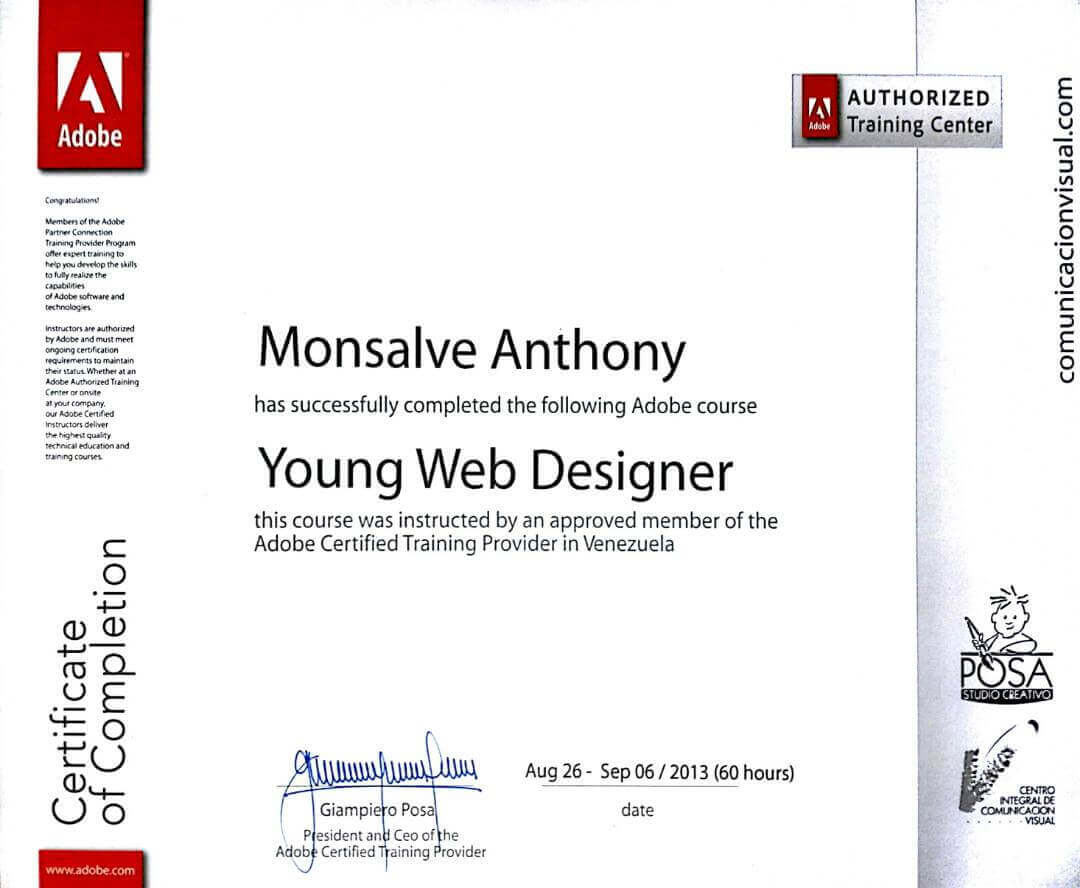 Adobe
AUTHORIZED
Training Center
Adobe
comunicacionvisual.com
Congratulations!
Members of the Adobe
Partner Connection
Training Provider Program
offer expert training to
help you develop the skills
to fully realize the
capabilities
of Adobe software and
technologies.
Instructors are authorized
by Adobe and must meet
ongoing certification
requirements to maintain
their status. Whether at an
Adobe Authorized Training
Center or onsite
at your company,
our Adobe Certified
Instructors deliver
the highest quality
technical education and
training courses.
Monsalve Anthony
has successfully completed the following Adobe course
Young Web Designer
this course was instructed by an approved member of the
Adobe Certified Training Provider in Venezuela
Certificate
of Completion
Aug 26 - Sep 06 / 2013 (60 hours)
date
Giampiero Posa
President and Ceo of the
Adobe Certified Training Provider
POSA
STUDIO CREATIVO
CENTRO
INTEGRAL DE
COMUNICACION
VISUAL
www.adobe.com